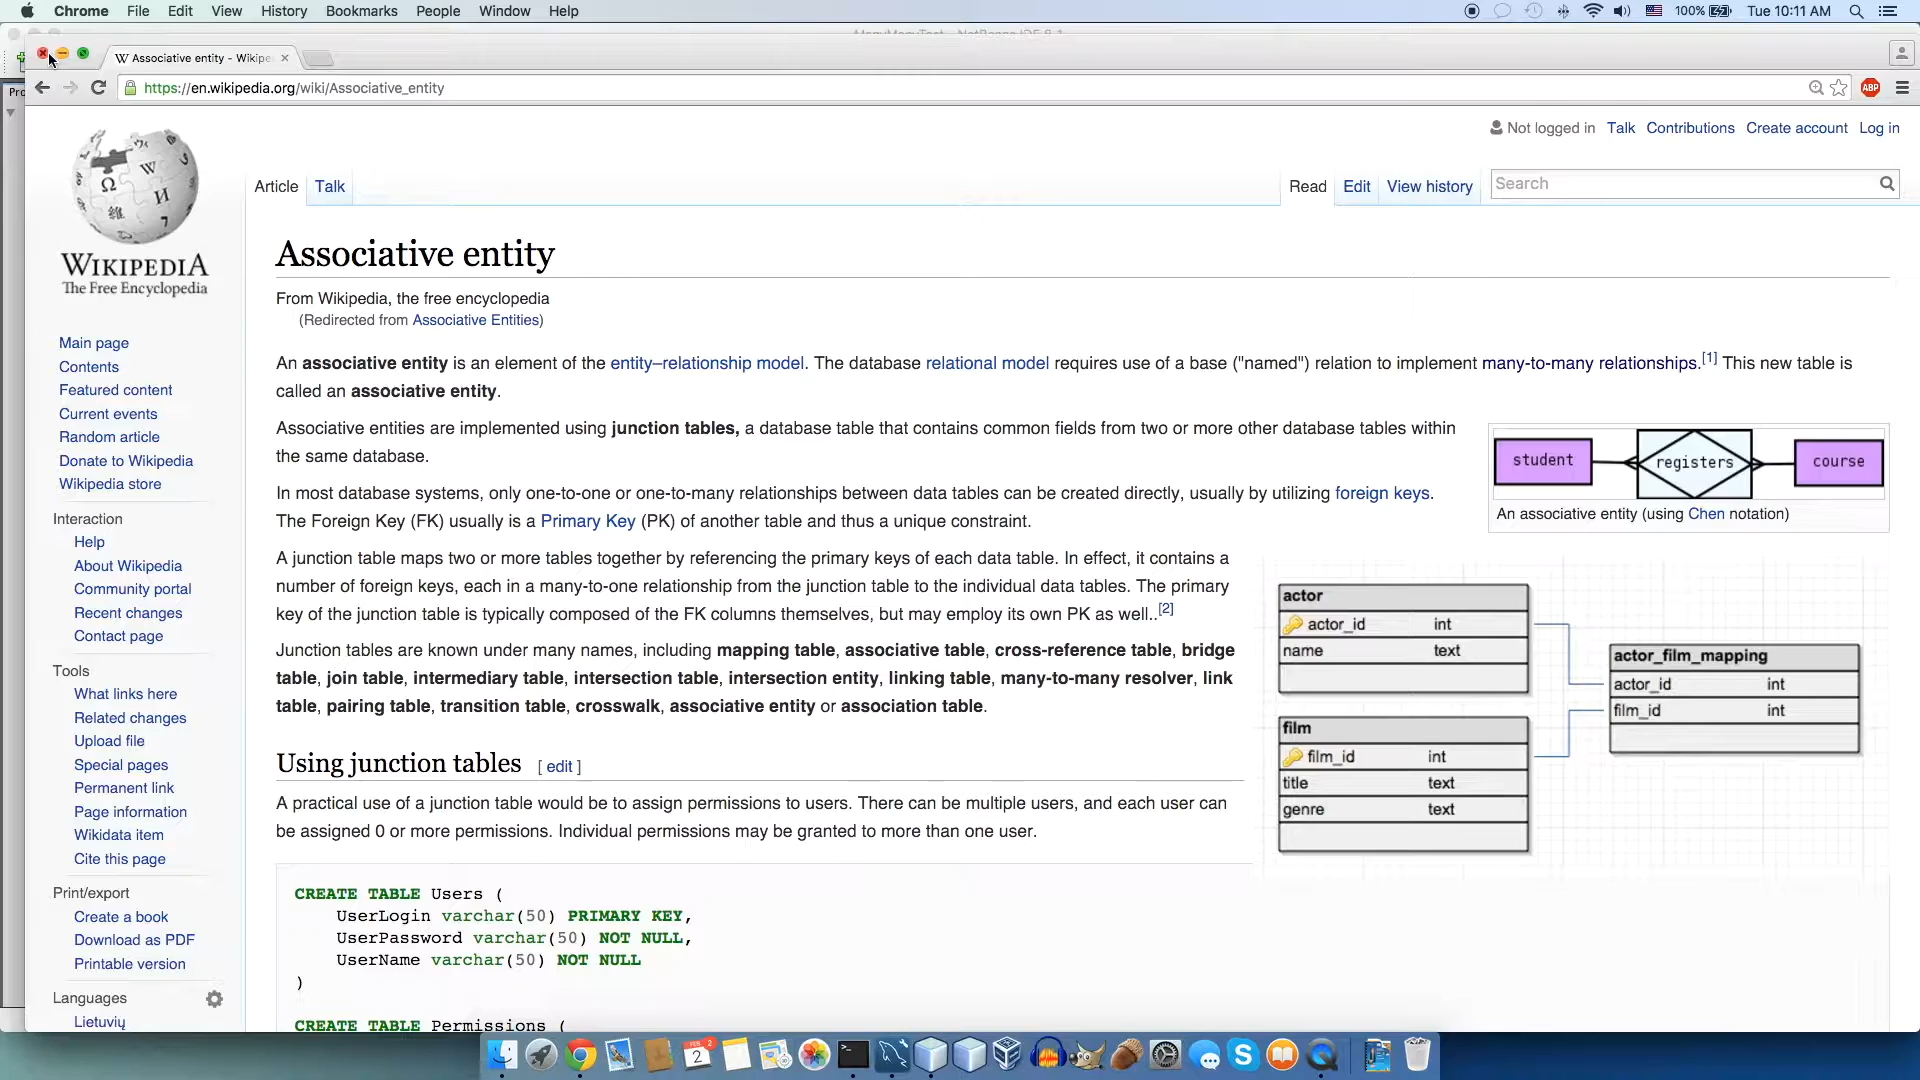 Chrome File Edit View History Bookmarks People Window Help
100% Tue 10:11 AM
Associative entity - Wikipe
https://en.wikipedia.org/wiki/Associative_entity
ABP
Pro
WIKIPEDIA
The Free Encyclopedia
Not logged in Talk Contributions Create account Log in
Article Talk
Read Edit View history Search
Main page
Contents
Featured content
Current events
Random article
Donate to Wikipedia
Wikipedia store
Interaction
Help
About Wikipedia
Community portal
Recent changes
Contact page
Tools
What links here
Related changes
Upload file
Special pages
Permanent link
Page information
Wikidata item
Cite this page
Print/export
Create a book
Download as PDF
Printable version
Languages
Lietuvių
Associative entity
From Wikipedia, the free encyclopedia
(Redirected from Associative Entities)
An associative entity is an element of the entity–relationship model. The database relational model requires use of a base ("named") relation to implement many-to-many relationships.[1] This new table is
called an associative entity.
Associative entities are implemented using junction tables, a database table that contains common fields from two or more other database tables within
the same database.
In most database systems, only one-to-one or one-to-many relationships between data tables can be created directly, usually by utilizing foreign keys.
The Foreign Key (FK) usually is a Primary Key (PK) of another table and thus a unique constraint.
A junction table maps two or more tables together by referencing the primary keys of each data table. In effect, it contains a
number of foreign keys, each in a many-to-one relationship from the junction table to the individual data tables. The primary
key of the junction table is typically composed of the FK columns themselves, but may employ its own PK as well..[2]
Junction tables are known under many names, including mapping table, associative table, cross-reference table, bridge
table, join table, intermediary table, intersection table, intersection entity, linking table, many-to-many resolver, link
table, pairing table, transition table, crosswalk, associative entity or association table.
student registers course
An associative entity (using Chen notation)
actor
actor_id int
name text
film
film_id int
title text
genre text
actor_film_mapping
actor_id int
film_id int
Using junction tables [ edit ]
A practical use of a junction table would be to assign permissions to users. There can be multiple users, and each user can
be assigned 0 or more permissions. Individual permissions may be granted to more than one user.
CREATE TABLE Users (
UserLogin varchar(50) PRIMARY KEY,
UserPassword varchar(50) NOT NULL,
UserName varchar(50) NOT NULL
)
CREATE TABLE Permissions (
FEB 2
2